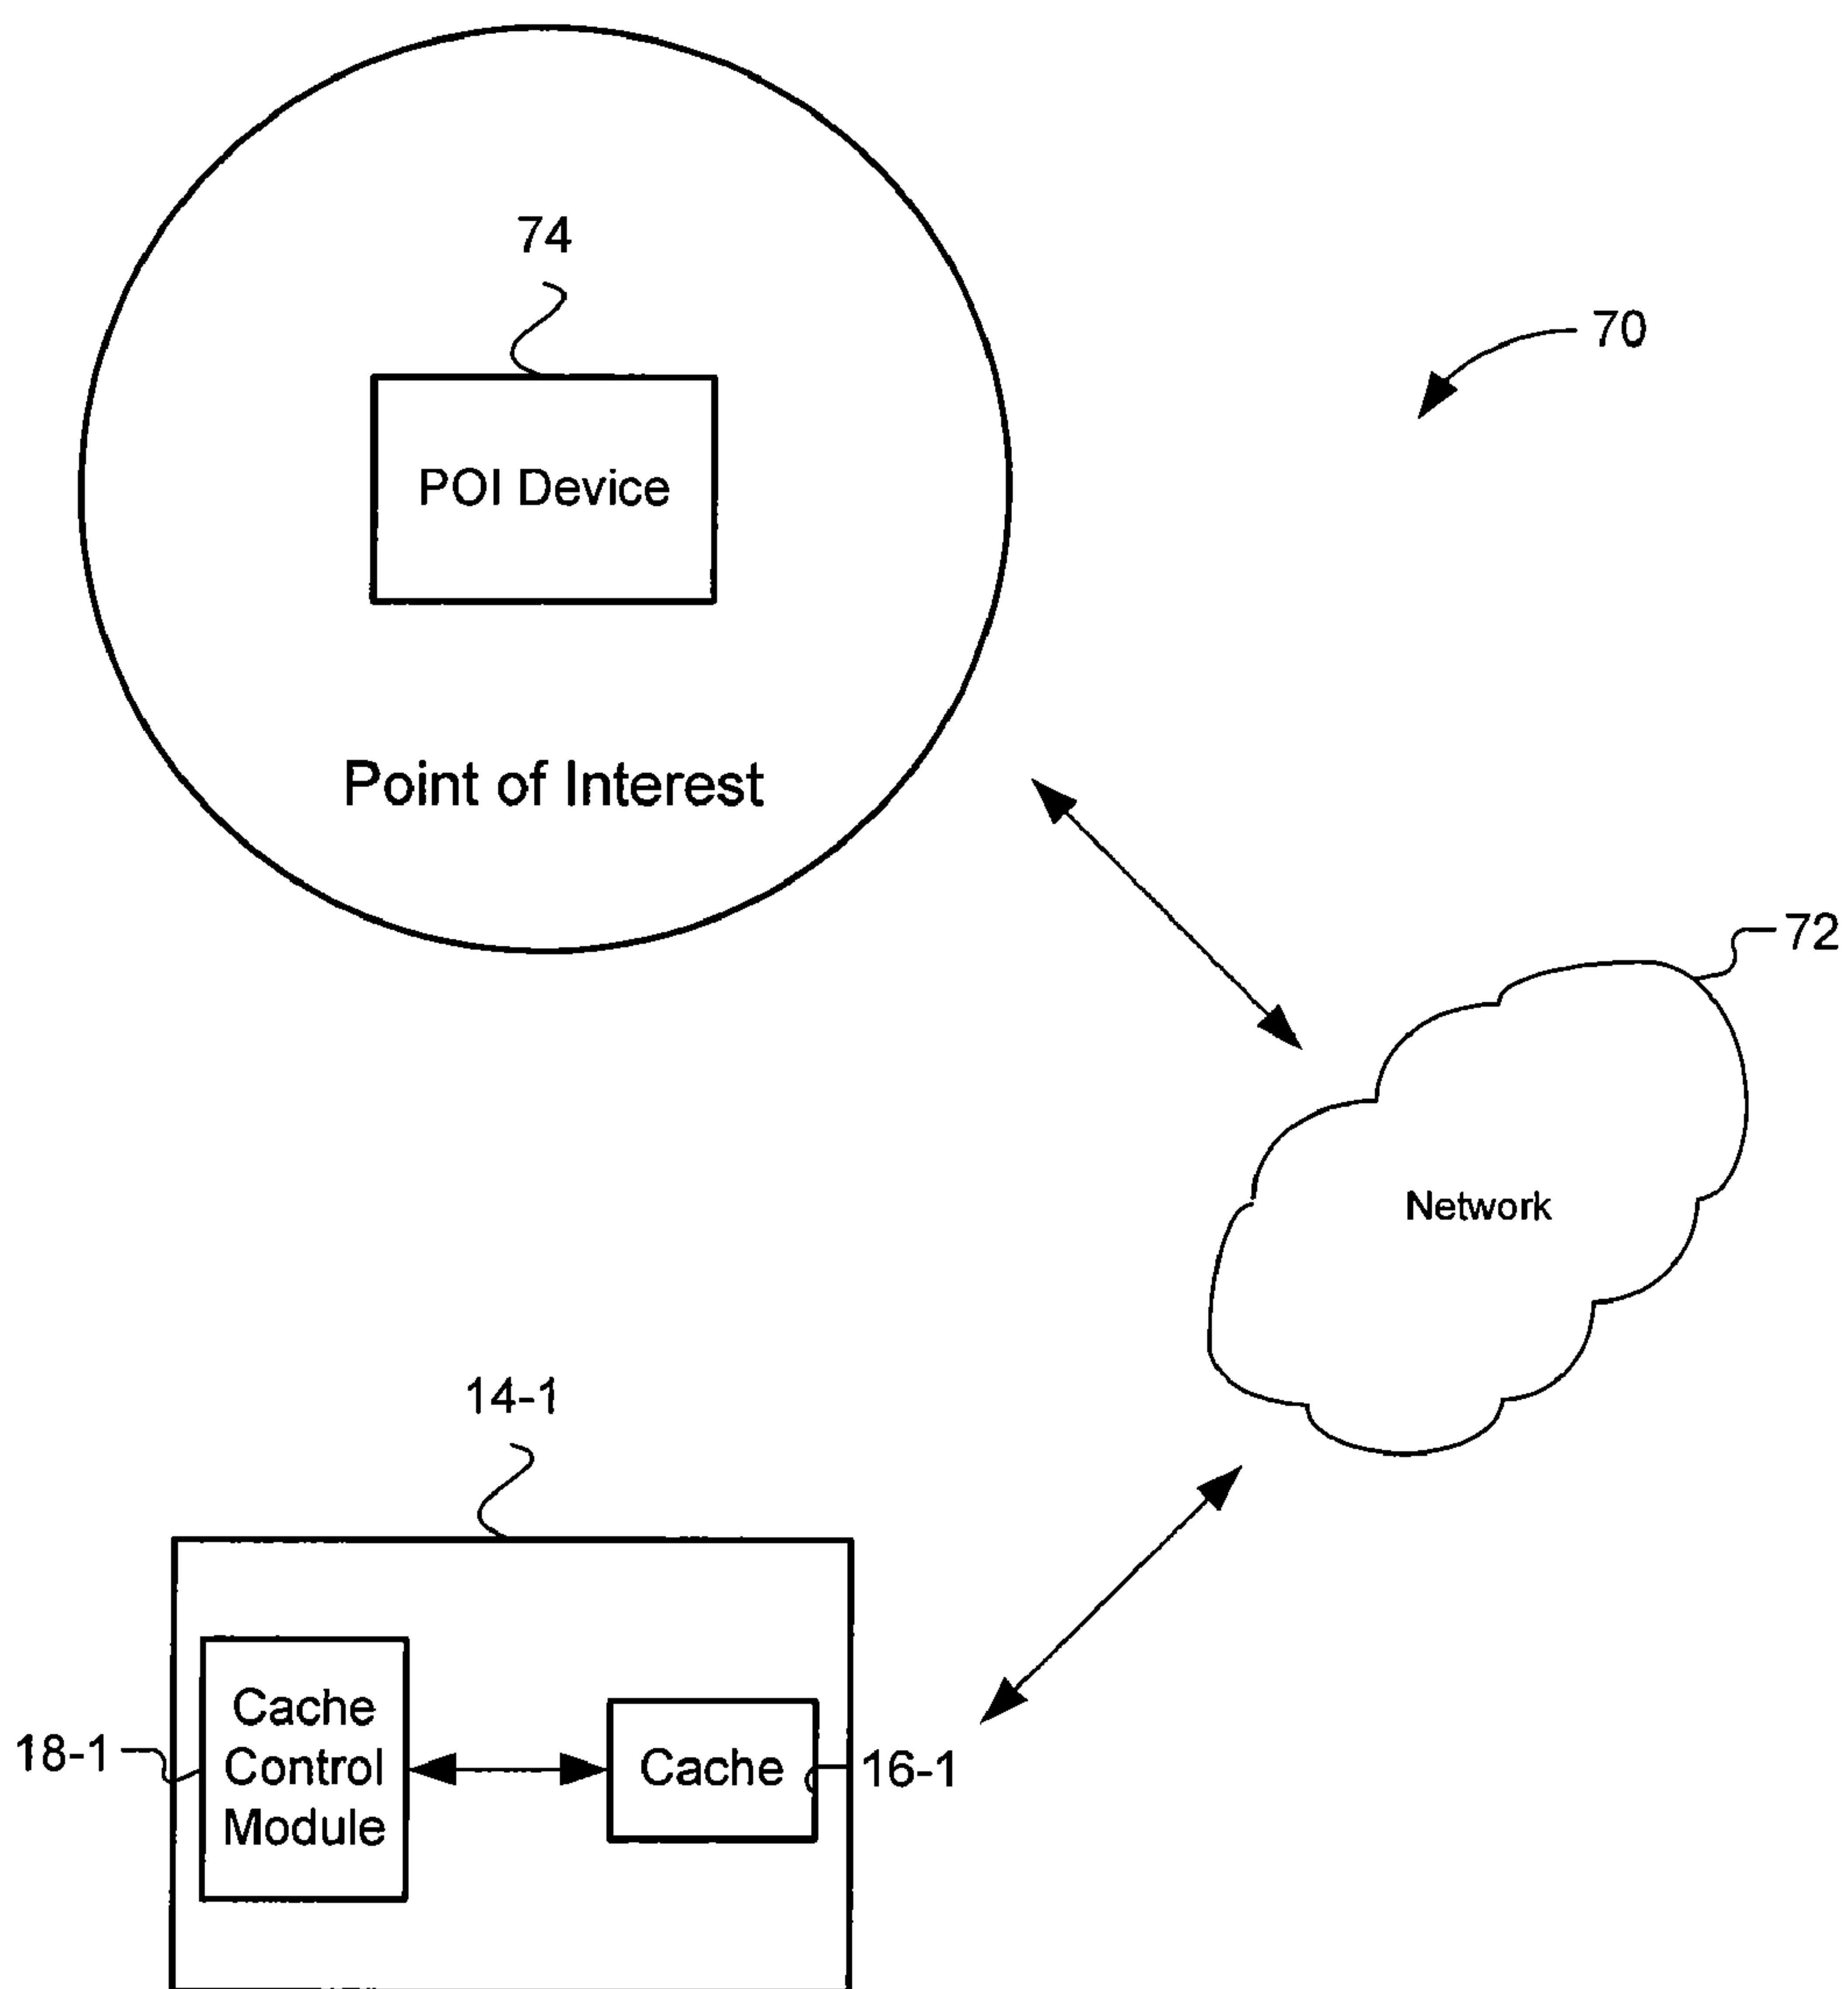 74
70
POI Device
Point of Interest
72
Network
14-1
Cache
Control
Module
18-1
Cache
16-1